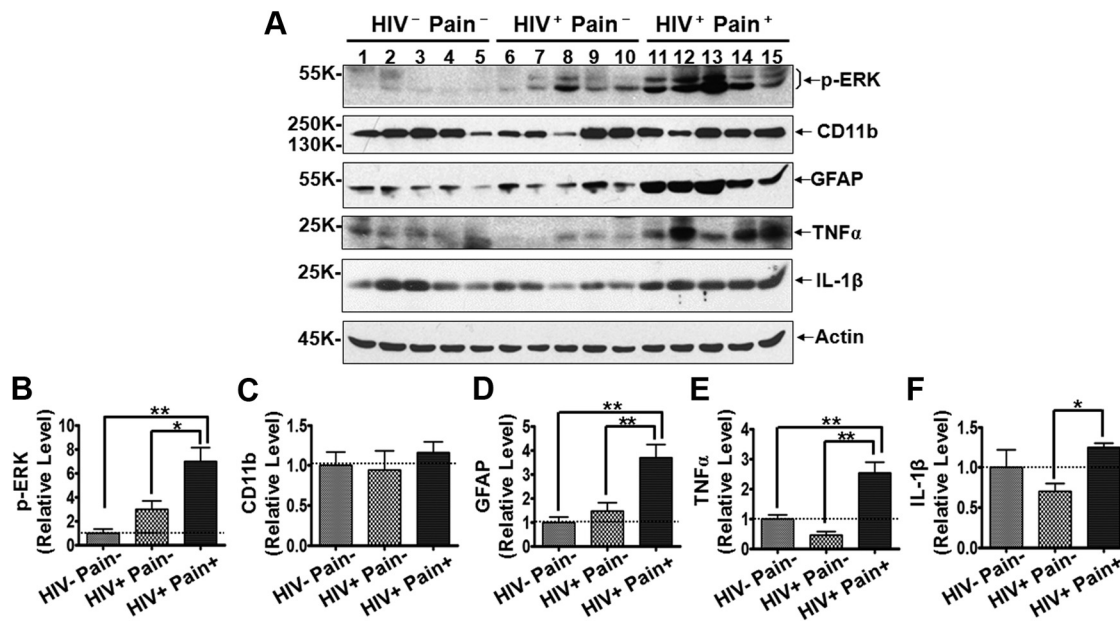 A
HIV⁻ Pain⁻ HIV⁺ Pain⁻ HIV⁺ Pain⁺
1 2 3 4 5 6 7 8 9 10 11 12 13 14 15
55K- p-ERK
250K- CD11b
130K-
55K- GFAP
25K- TNFα
25K- IL-1β
45K- Actin
B
p-ERK
(Relative Level)
10
8
6
4
2
0
**
*
HIV- Pain-
HIV+ Pain-
HIV+ Pain+
C
CD11b
(Relative Level)
1.5
1.0
0.5
0.0
HIV- Pain-
HIV+ Pain-
HIV+ Pain+
D
GFAP
(Relative Level)
5
4
3
2
1
0
**
**
HIV- Pain-
HIV+ Pain-
HIV+ Pain+
E
TNFα
(Relative Level)
4
3
2
1
0
**
**
HIV- Pain-
HIV+ Pain-
HIV+ Pain+
F
IL-1β
(Relative Level)
1.5
1.0
0.5
0.0
*
HIV- Pain-
HIV+ Pain-
HIV+ Pain+